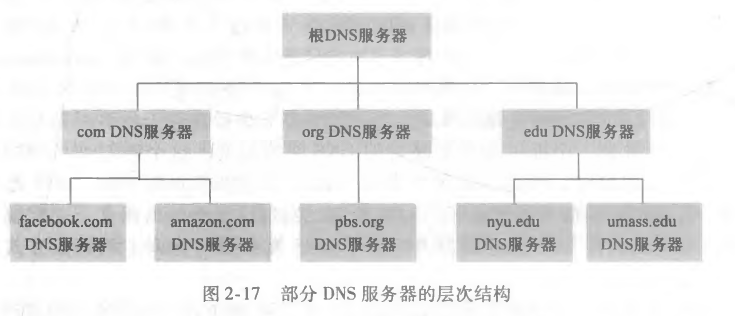 根DNS服务器
com DNS服务器
org DNS服务器
edu DNS服务器
facebook.com
DNS服务器
amazon.com
DNS服务器
pbs.org
DNS服务器
nyu.edu
DNS服务器
umass.edu
DNS服务器
图2-17 部分DNS服务器的层次结构